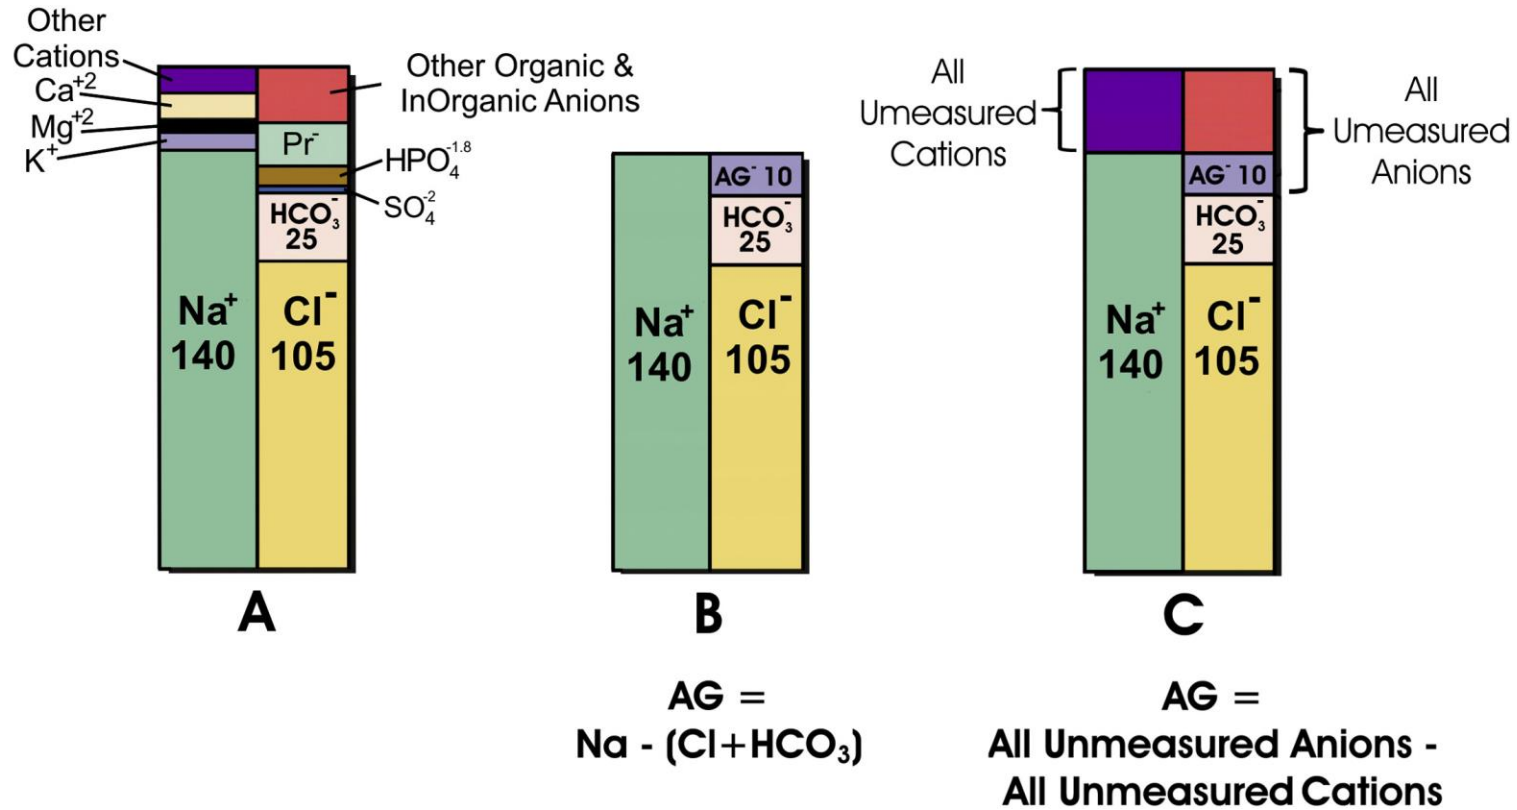 Other
Cations
Ca+2
Mg+2
K+
Other Organic &
InOrganic Anions
Pr-
HPO4-1.8
SO4-2
HCO3-
25
Na+
140
Cl-
105
A
AG- 10
HCO3-
25
Na+
140
Cl-
105
B
AG =
Na - (Cl+HCO3)
All
Umeasured
Cations
All
Umeasured
Anions
AG- 10
HCO3-
25
Na+
140
Cl-
105
C
AG =
All Unmeasured Anions -
All Unmeasured Cations